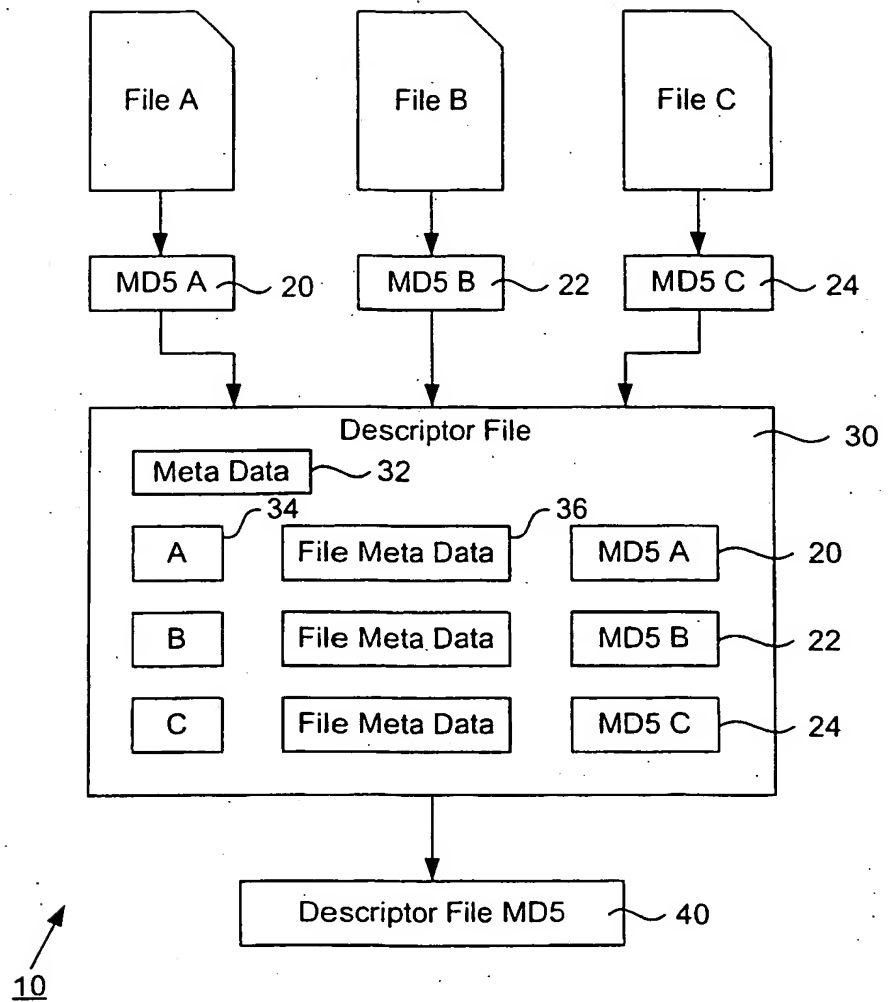 File A
File B
File C
MD5 A
20
MD5 B
22
MD5 C
24
Descriptor File
30
Meta Data
32
34
36
A
File Meta Data
MD5 A
20
B
File Meta Data
MD5 B
22
C
File Meta Data
MD5 C
24
Descriptor File MD5
40
10